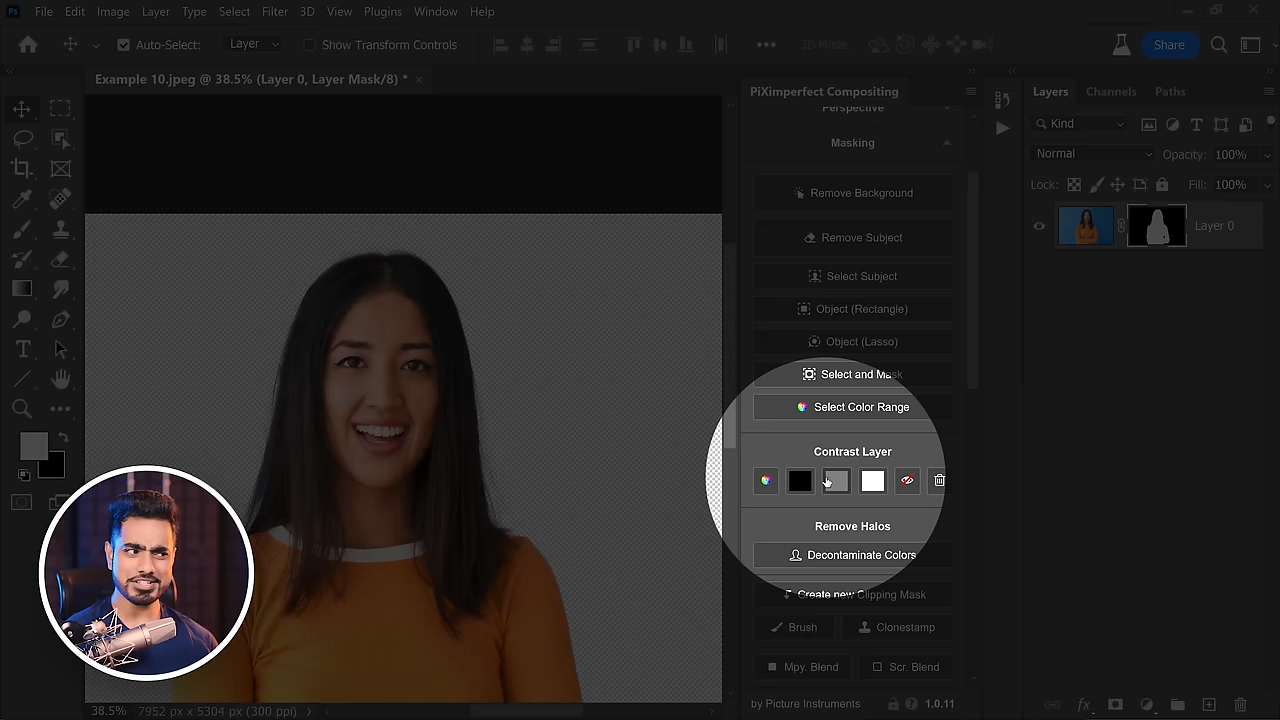 Ps File Edit Image Layer Type Select Filter 3D View Plugins Window Help
Auto-Select: Layer Show Transform Controls 3D Mode Share
Example 10.jpeg @ 38.5% (Layer 0, Layer Mask/8) * ×
PiXimperfect Compositing
Perspective
Masking
Remove Background
Remove Subject
Select Subject
Object (Rectangle)
Object (Lasso)
Select and Mask
Select Color Range
Contrast Layer
Remove Halos
Decontaminate Colors
Create new Clipping Mask
Brush Clonestamp
Mpy. Blend Scr. Blend
by Picture Instruments 1.0.11
Layers Channels Paths
Kind
Normal Opacity: 100%
Lock: Fill: 100%
Layer 0
38.5% 7952 px x 5304 px (300 ppi)
fx